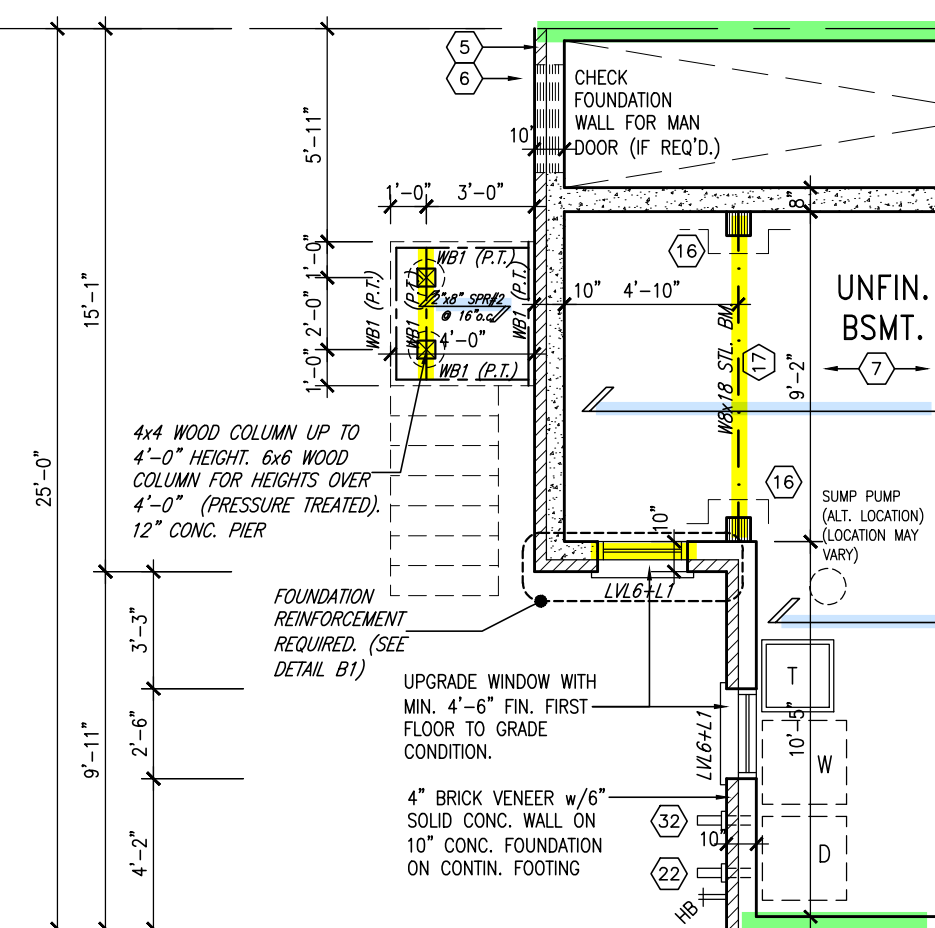 5
6
CHECK
FOUNDATION
WALL FOR MAN
DOOR (IF REQ'D.)
10"
5'-11"
1'-0"
3'-0"
8"
16
WB1 (P.T.)
WB1 (P.T.)
WB1 (P.T.)
WB1
(P.T.)
WB1 (P.T.)
2"x8" SPR#2
@ 16"o.c.
4'-0"
1'-0"
2'-0"
1'-0"
15'-1"
25'-0"
10"
4'-10"
UNFIN.
BSMT.
7
17
W8x18 STL. BM.
9'-2"
4x4 WOOD COLUMN UP TO
4'-0" HEIGHT. 6x6 WOOD
COLUMN FOR HEIGHTS OVER
4'-0" (PRESSURE TREATED).
12" CONC. PIER
16
SUMP PUMP
(ALT. LOCATION)
(LOCATION MAY
VARY)
10"
LVL6+L1
FOUNDATION
REINFORCEMENT
REQUIRED. (SEE
DETAIL B1)
3'-3"
2'-6"
9'-11"
4'-2"
UPGRADE WINDOW WITH
MIN. 4'-6" FIN. FIRST
FLOOR TO GRADE
CONDITION.
LVL6+L1
T
10'-5"
W
D
4" BRICK VENEER w/6"
SOLID CONC. WALL ON
10" CONC. FOUNDATION
ON CONTIN. FOOTING
32
10"
22
HB